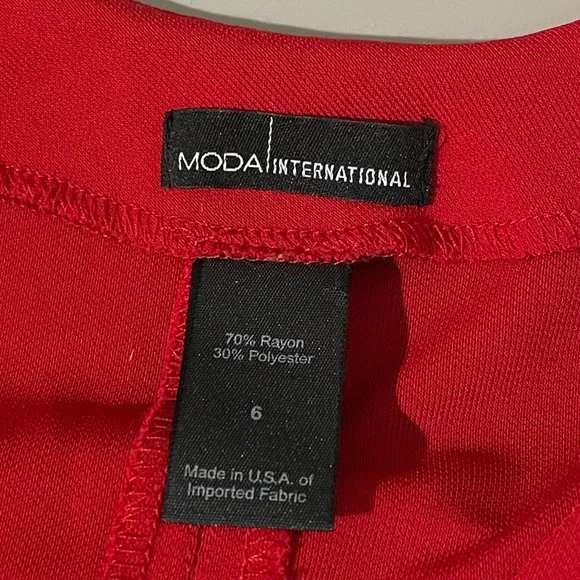 MODA INTERNATIONAL
70% Rayon
30% Polyester
6
Made in U.S.A. of
Imported Fabric